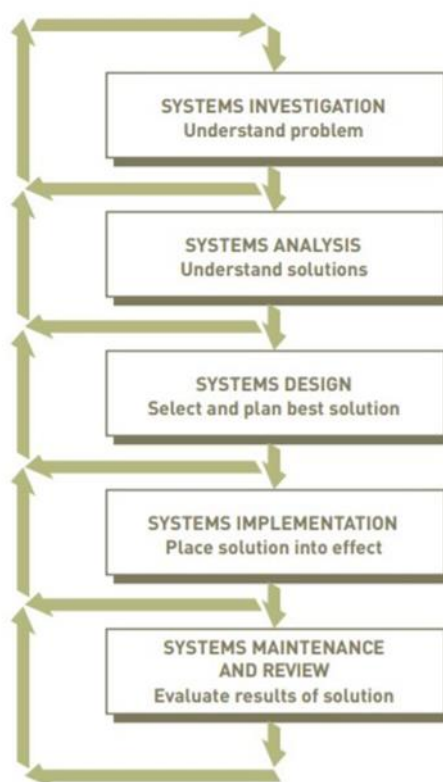 SYSTEMS INVESTIGATION
Understand problem
SYSTEMS ANALYSIS
Understand solutions
SYSTEMS DESIGN
Select and plan best solution
SYSTEMS IMPLEMENTATION
Place solution into effect
SYSTEMS MAINTENANCE
AND REVIEW
Evaluate results of solution